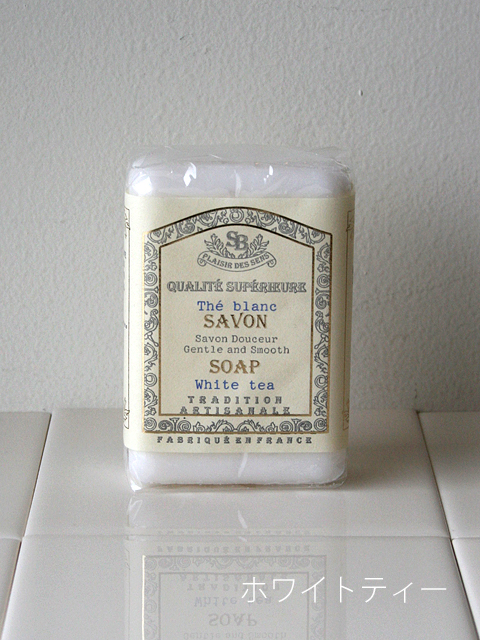 SB
PLAISIR DES SENS
QUALITÉ SUPÉRIEURE
Thé blanc
SAVON
Savon Douceur
Gentle and Smooth
SOAP
White tea
TRADITION
ARTISANALE
FABRIQUÉ EN FRANCE
ホワイトティー